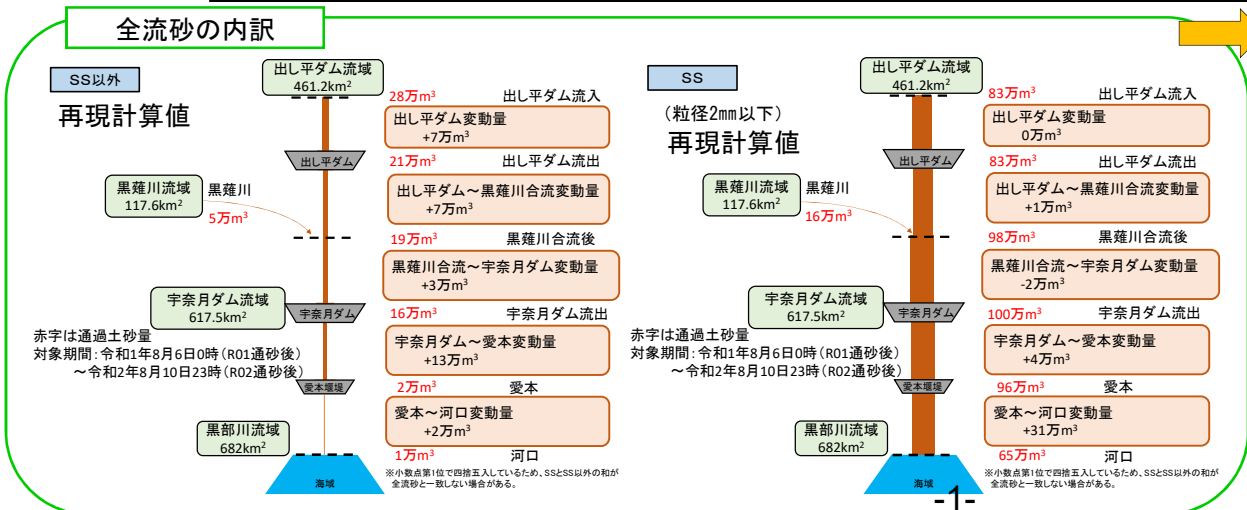 全流砂の内訳
SS以外
再現計算値
出し平ダム流域
461.2km²
28万m³ 出し平ダム流入
出し平ダム変動量
+7万m³
出し平ダム
21万m³ 出し平ダム流出
出し平ダム～黒薙川合流変動量
+7万m³
黒薙川流域
117.6km²
黒薙川
5万m³
19万m³ 黒薙川合流後
黒薙川合流～宇奈月ダム変動量
+3万m³
宇奈月ダム流域
617.5km²
宇奈月ダム
16万m³ 宇奈月ダム流出
宇奈月ダム～愛本変動量
+13万m³
赤字は通過土砂量
対象期間：令和1年8月6日0時（R01通砂後）
～令和2年8月10日23時（R02通砂後）
愛本堰堤
2万m³ 愛本
愛本～河口変動量
+2万m³
黒部川流域
682km²
1万m³ 河口
海域
※小数点第1位で四捨五入しているため、SSとSS以外の和が
全流砂と一致しない場合がある。
SS
（粒径2mm以下）
再現計算値
出し平ダム流域
461.2km²
83万m³ 出し平ダム流入
出し平ダム変動量
0万m³
出し平ダム
83万m³ 出し平ダム流出
出し平ダム～黒薙川合流変動量
+1万m³
黒薙川流域
117.6km²
黒薙川
16万m³
98万m³ 黒薙川合流後
黒薙川合流～宇奈月ダム変動量
-2万m³
宇奈月ダム流域
617.5km²
宇奈月ダム
100万m³ 宇奈月ダム流出
宇奈月ダム～愛本変動量
+4万m³
赤字は通過土砂量
対象期間：令和1年8月6日0時（R01通砂後）
～令和2年8月10日23時（R02通砂後）
愛本堰堤
96万m³ 愛本
愛本～河口変動量
+31万m³
黒部川流域
682km²
65万m³ 河口
海域
※小数点第1位で四捨五入しているため、SSとSS以外の和が
全流砂と一致しない場合がある。
-1-